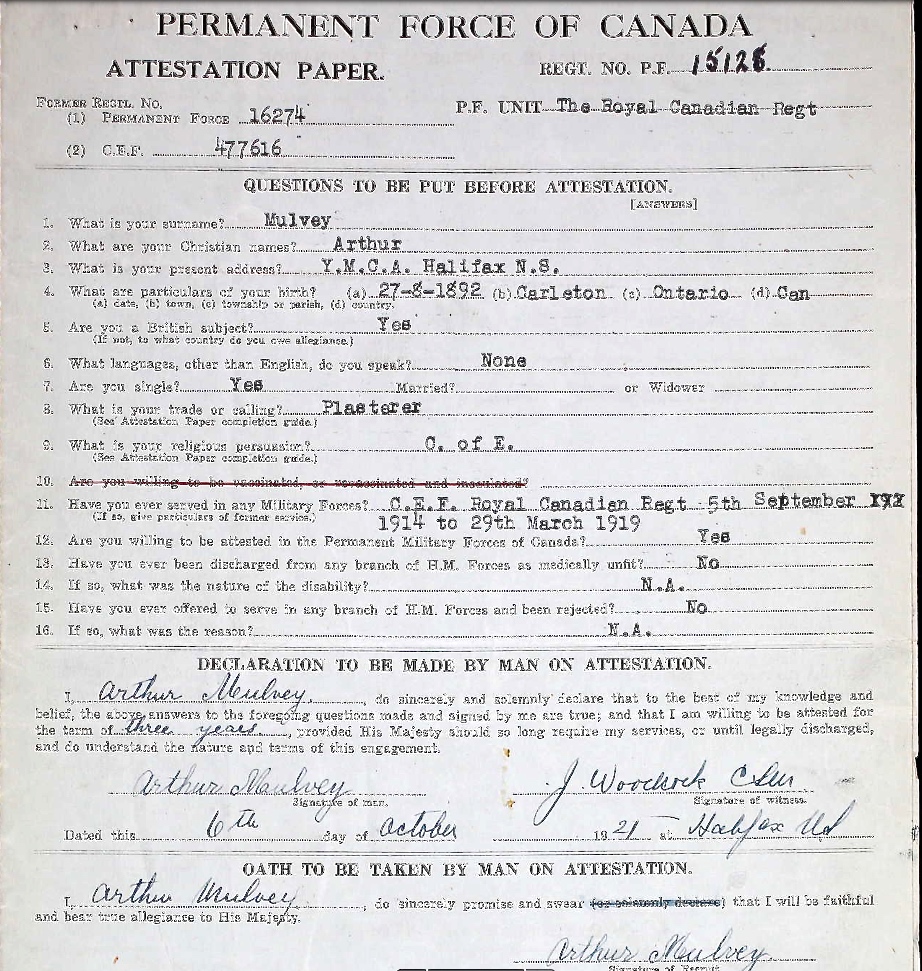 PERMANENT FORCE OF CANADA
ATTESTATION PAPER. REGT. NO. P.F. 15128
FORMER REGTL. NO. P.F. UNIT The Royal Canadian Regt
(1) PERMANENT FORCE 16274
(2) C.E.F. 477616
QUESTIONS TO BE PUT BEFORE ATTESTATION.
[ANSWERS]
1. What is your surname? Mulvey
2. What are your Christian names? Arthur
3. What is your present address? Y.M.C.A. Halifax N.S.
4. What are particulars of your birth? (a) 27-8-1892 (b) Carleton (c) Ontario (d) Can
(a) date, (b) town, (c) township or parish, (d) country.
5. Are you a British subject? Yes
(If not, to what country do you owe allegiance.)
6. What languages, other than English, do you speak? None
7. Are you single? Yes Married? or Widower
8. What is your trade or calling? Plasterer
(See Attestation Paper completion guide.)
9. What is your religious persuasion? C. of E.
(See Attestation Paper completion guide.)
10. Are you willing to be vaccinated, or revaccinated and inoculated?
11. Have you ever served in any Military Forces? C.E.F. Royal Canadian Regt 5th September
(If so, give particulars of former service.) 1914 to 29th March 1919
12. Are you willing to be attested in the Permanent Military Forces of Canada? Yes
13. Have you ever been discharged from any branch of H.M. Forces as medically unfit? No
14. If so, what was the nature of the disability? N.A.
15. Have you ever offered to serve in any branch of H.M. Forces and been rejected? No
16. If so, what was the reason? N.A.
DECLARATION TO BE MADE BY MAN ON ATTESTATION.
I, Arthur Mulvey, do sincerely and solemnly declare that to the best of my knowledge and
belief, the above answers to the foregoing questions made and signed by me are true; and that I am willing to be attested for
the term of three years, provided His Majesty should so long require my services, or until legally discharged,
and do understand the nature and terms of this engagement.
Arthur Mulvey J. Woodcock
Signature of man. Signature of witness.
Dated this 6th day of October 1921 at Halifax
OATH TO BE TAKEN BY MAN ON ATTESTATION.
I, Arthur Mulvey, do sincerely promise and swear (or solemnly declare) that I will be faithful
and bear true allegiance to His Majesty.
Arthur Mulvey
Signature of Recruit